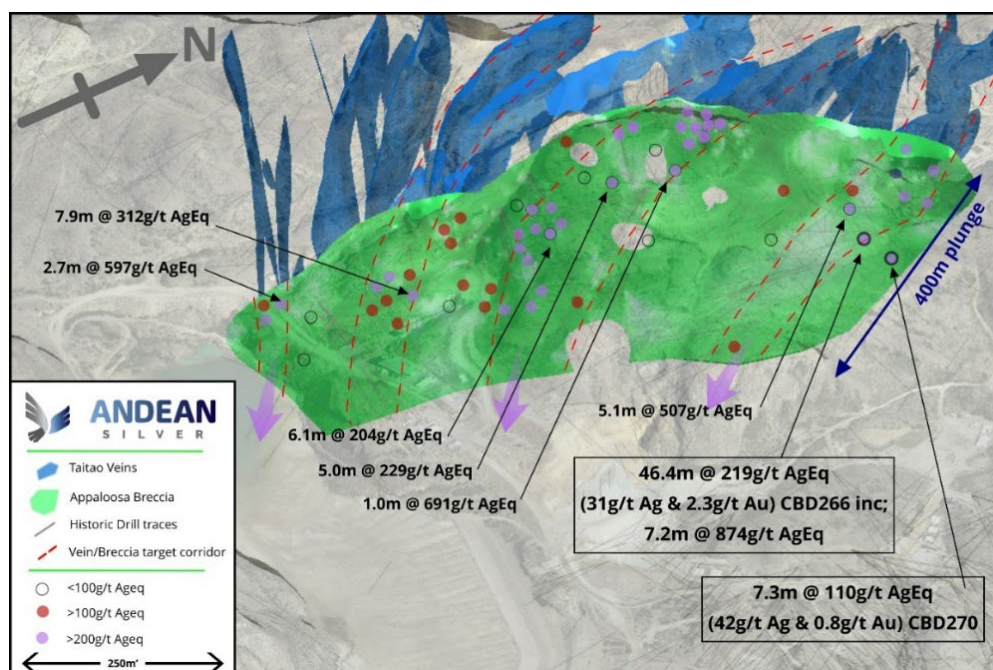 N
7.9m @ 312g/t AgEq
2.7m @ 597g/t AgEq
400m plunge
5.1m @ 507g/t AgEq
6.1m @ 204g/t AgEq
5.0m @ 229g/t AgEq
1.0m @ 691g/t AgEq
46.4m @ 219g/t AgEq
(31g/t Ag & 2.3g/t Au) CBD266 inc;
7.2m @ 874g/t AgEq
7.3m @ 110g/t AgEq
(42g/t Ag & 0.8g/t Au) CBD270
ANDEAN
SILVER
Taitao Veins
Appaloosa Breccia
Historic Drill traces
Vein/Breccia target corridor
<100g/t Ageq
>100g/t Ageq
>200g/t Ageq
250m'